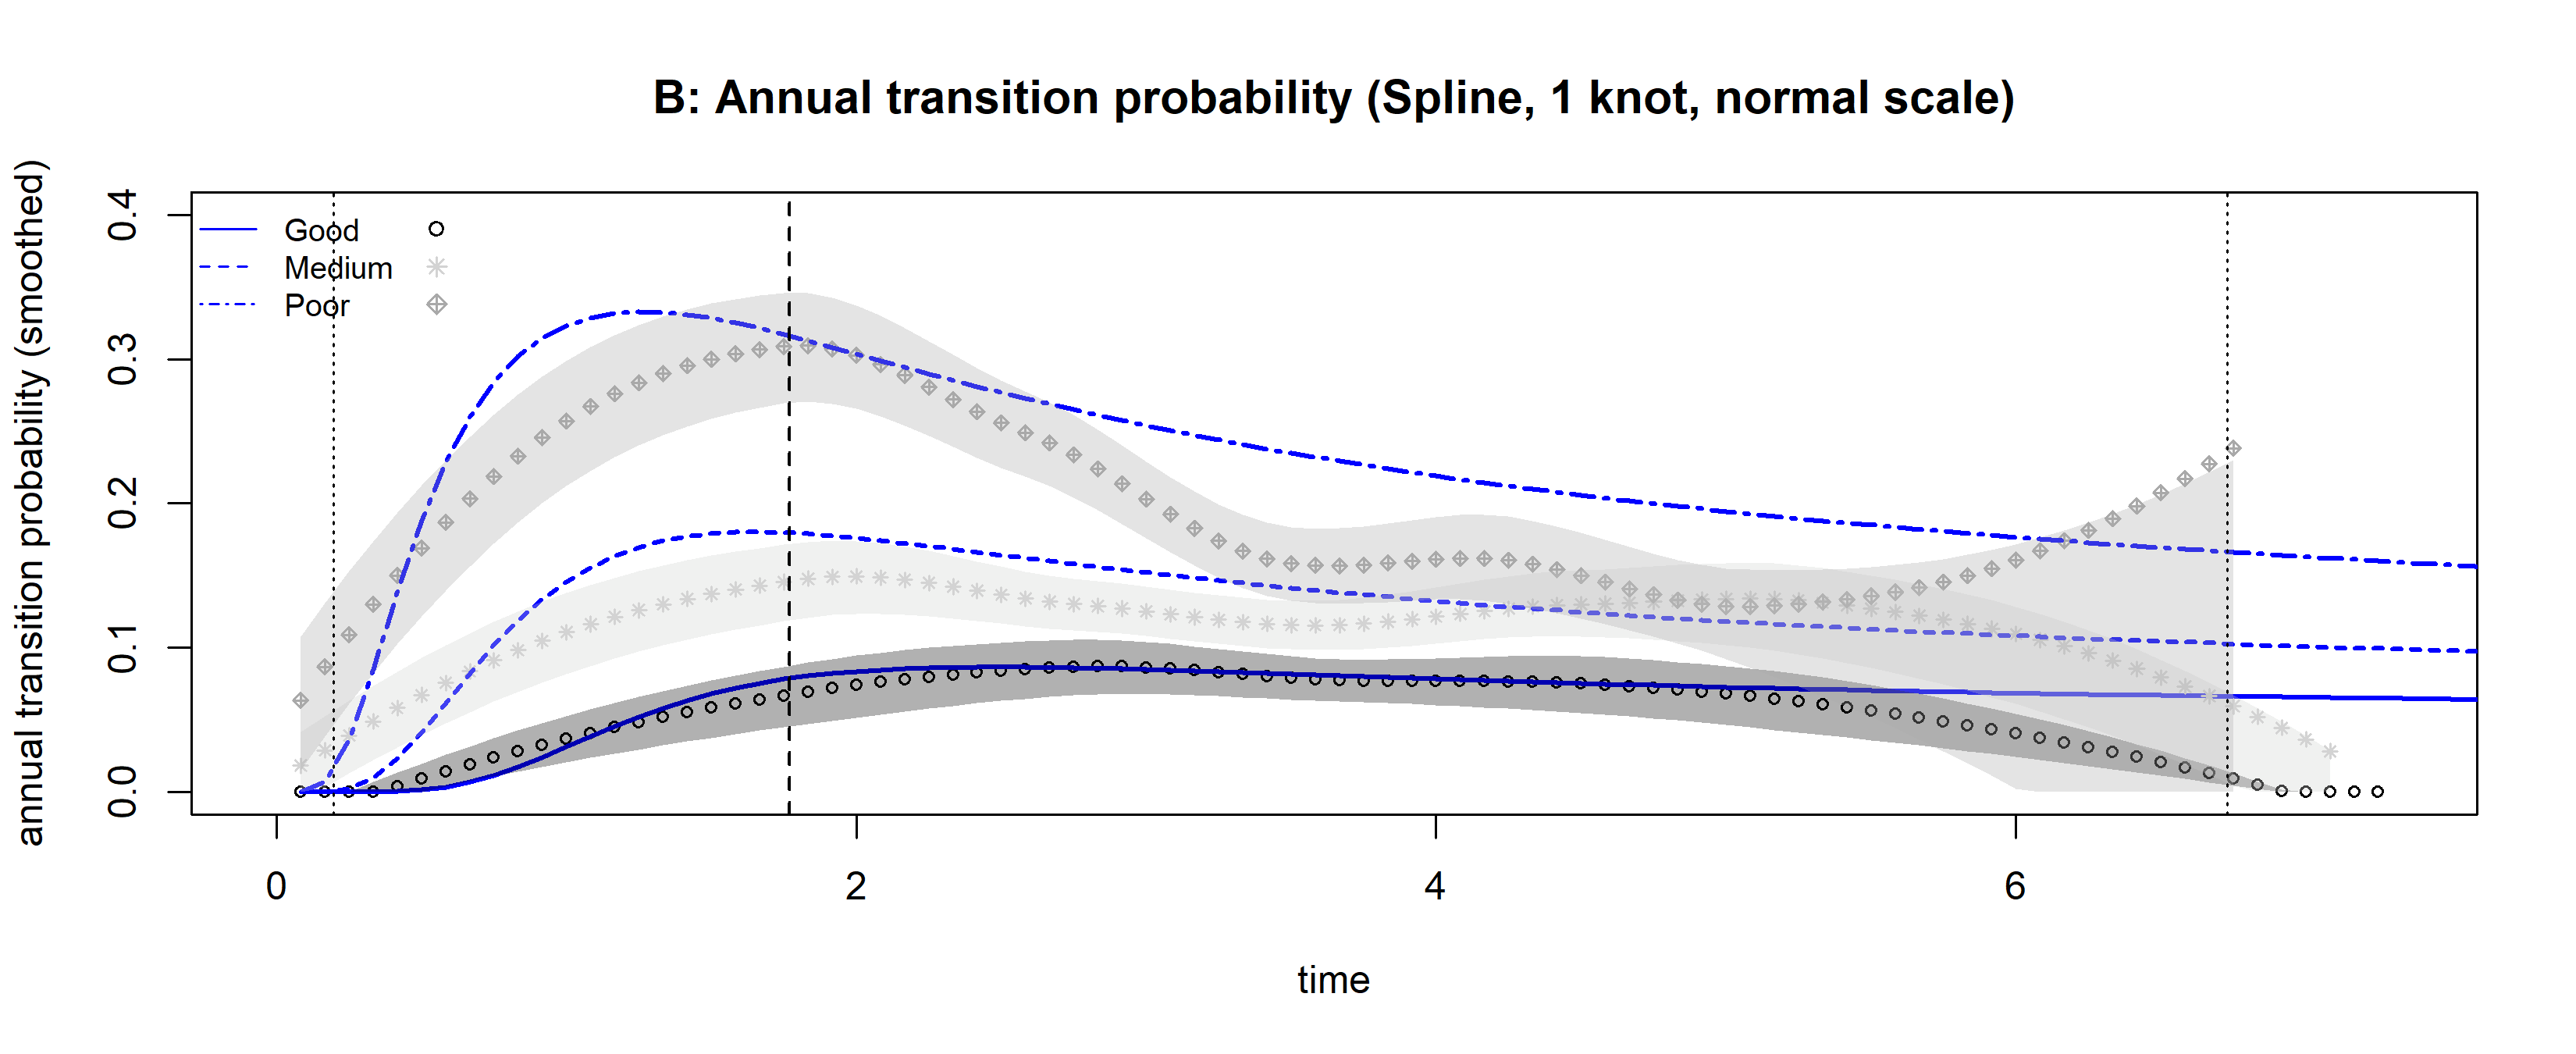 B: Annual transition probability (Spline, 1 knot, normal scale)
annual transition probability (smoothed)
0.4
0.3
0.2
0.1
0.0
Good
Medium
Poor
0 2 4 6
time